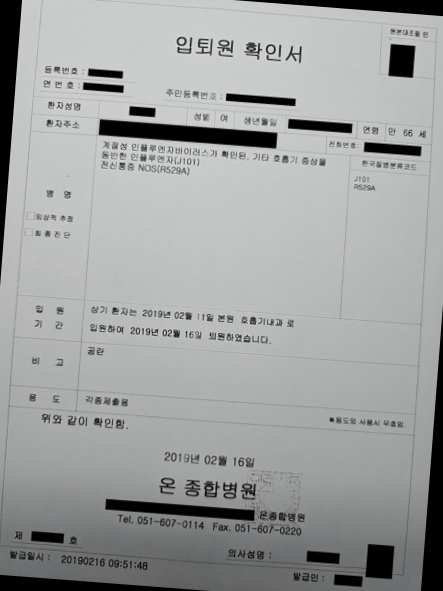 원본대조필 인
입퇴원 확인서
등록번호 :
연 번 호 :
주민등록번호 :
환자성명 성별 여 생년월일 연령 만 66 세
환자주소 전화번호:
계절성 인플루엔자바이러스가 확인된, 기타 호흡기 증상을
동반한 인플루엔자(J101)
전신통증 NOS(R529A)
한국질병분류코드
J101
R529A
병 명
임상적 추정
최종진단
입 원
기 간
상기 환자는 2019년 02월 11일 본원 호흡기내과 로
입원하여 2019년 02월 16일 퇴원하였습니다.
비 고 공란
용 도 각종제출용
※용도외 사용시 무효임.
위와 같이 확인함.
2019년 02월 16일
온 종합병원
온종합병원
Tel. 051-607-0114 Fax. 051-607-0220
제 호
의사성명 :
발급일시 : 20190216 09:51:48
발급인 :